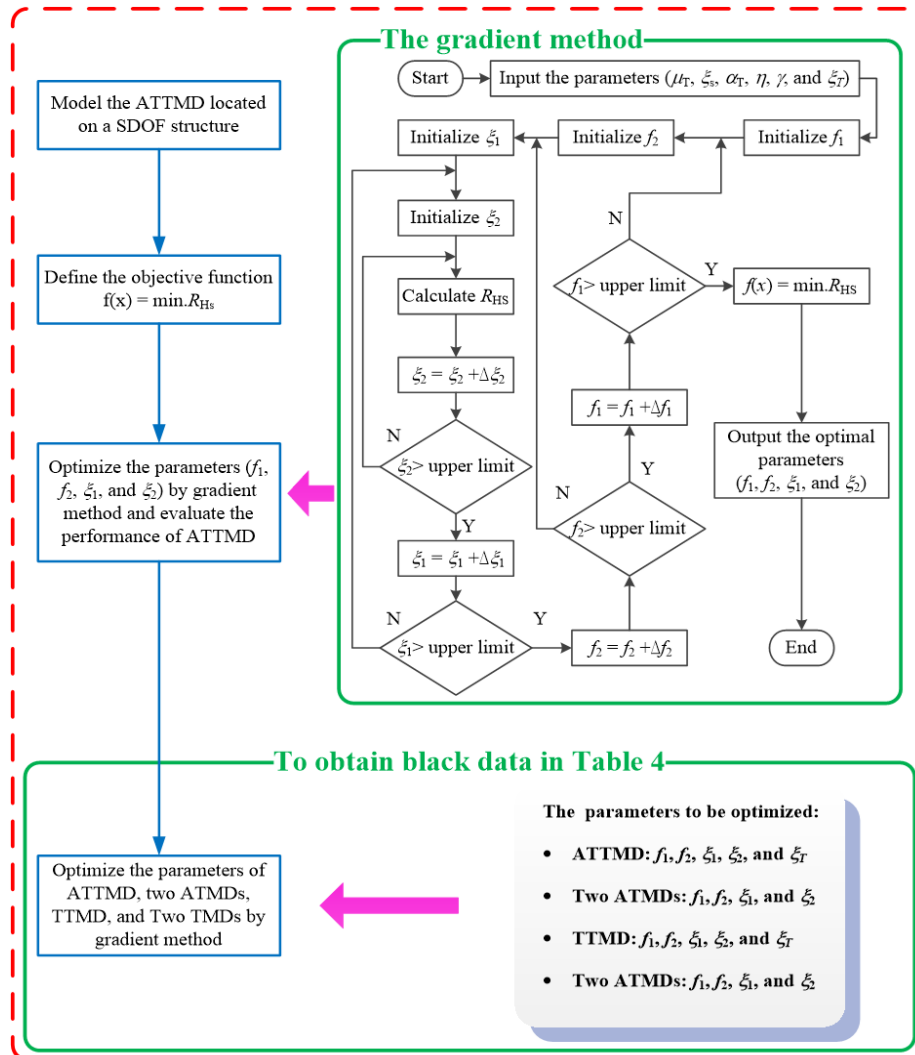 The gradient method
Start
Input the parameters (μT, ξs, αT, η, γ, and ξT)
Model the ATTMD located
on a SDOF structure
Initialize ξ1
Initialize f2
Initialize f1
Initialize ξ2
N
Define the objective function
f(x) = min.RHs
Calculate RHS
f1> upper limit
Y
f(x) = min.RHS
ξ2 = ξ2 +Δξ2
f1 = f1 +Δf1
N
ξ2> upper limit
Y
Optimize the parameters (f1,
f2, ξ1, and ξ2) by gradient
method and evaluate the
performance of ATTMD
Y
Output the optimal
parameters
(f1, f2, ξ1, and ξ2)
N
f2> upper limit
ξ1 = ξ1 +Δξ1
N
ξ1> upper limit
Y
f2 = f2 +Δf2
End
To obtain black data in Table 4
The parameters to be optimized:
• ATTMD: f1, f2, ξ1, ξ2, and ξT
• Two ATMDs: f1, f2, ξ1, and ξ2
• TTMD: f1, f2, ξ1, ξ2, and ξT
• Two ATMDs: f1, f2, ξ1, and ξ2
Optimize the parameters of
ATTMD, two ATMDs,
TTMD, and Two TMDs by
gradient method